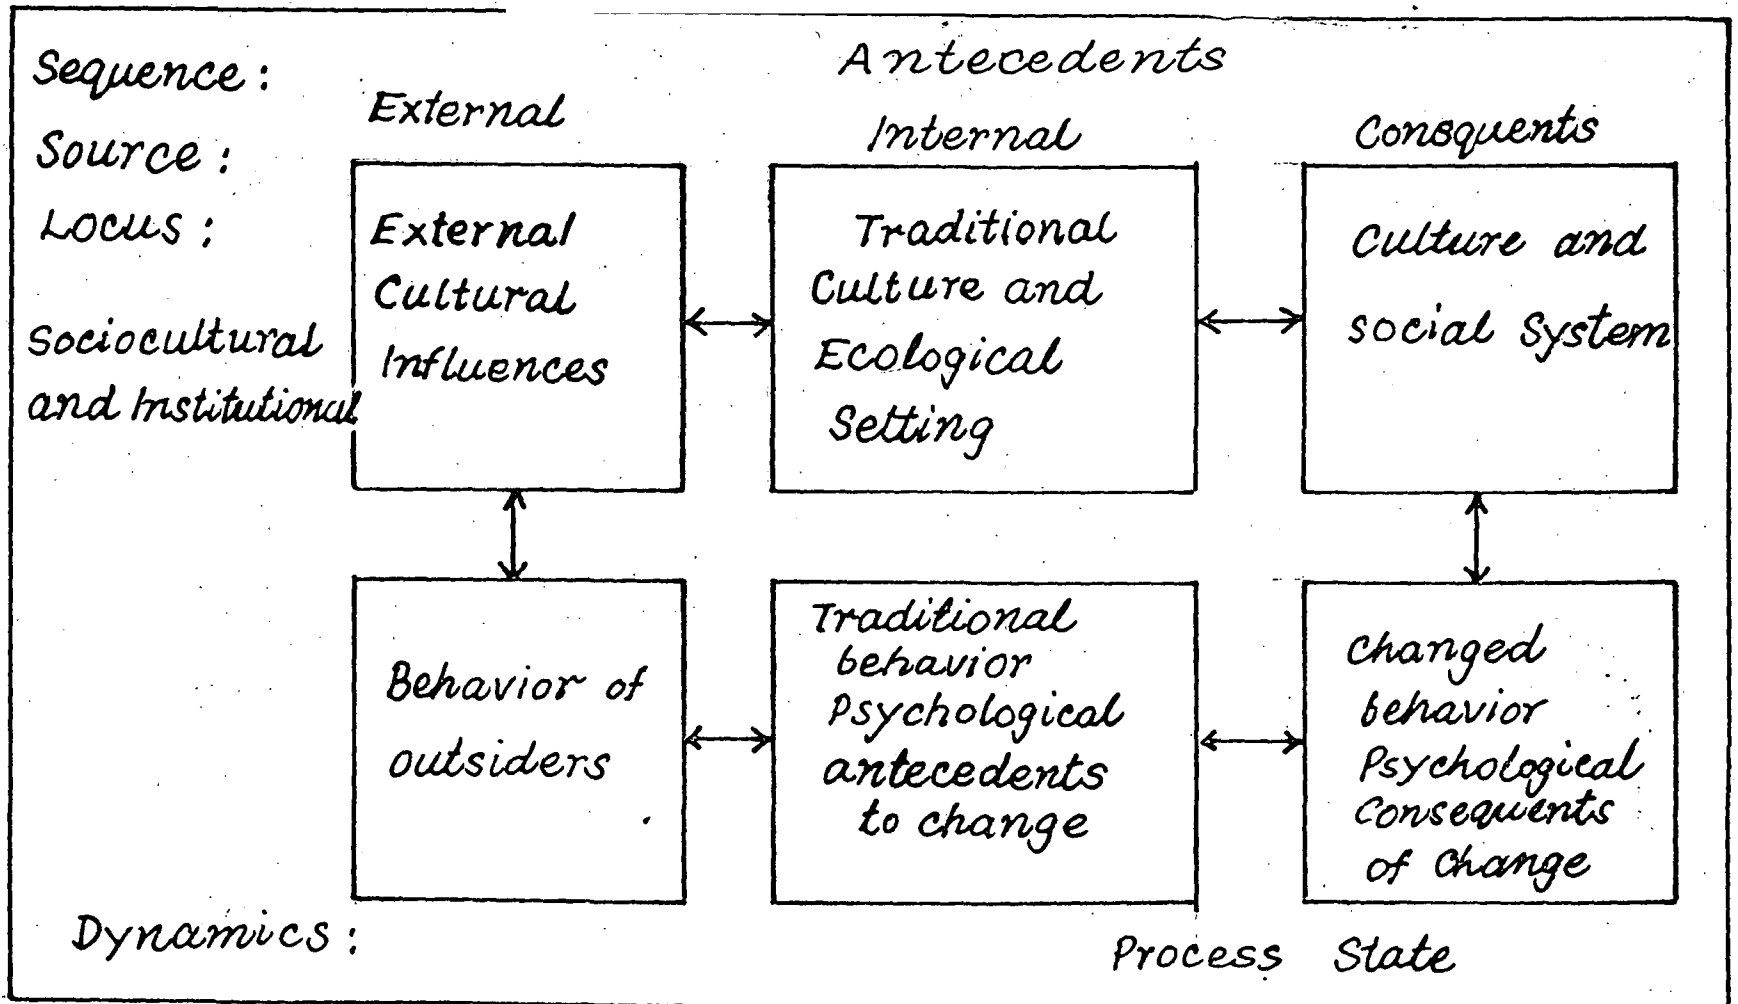 Sequence :
Antecedents
Source :
External
Internal
Consquents
Locus :
Sociocultural
and Institutional
External
Cultural
Influences
Traditional
Culture and
Ecological
Setting
Culture and
social System
Behavior of
outsiders
Traditional
behavior
Psychological
antecedents
to change
Changed
behavior
Psychological
Consequents
of Change
Dynamics :
Process State